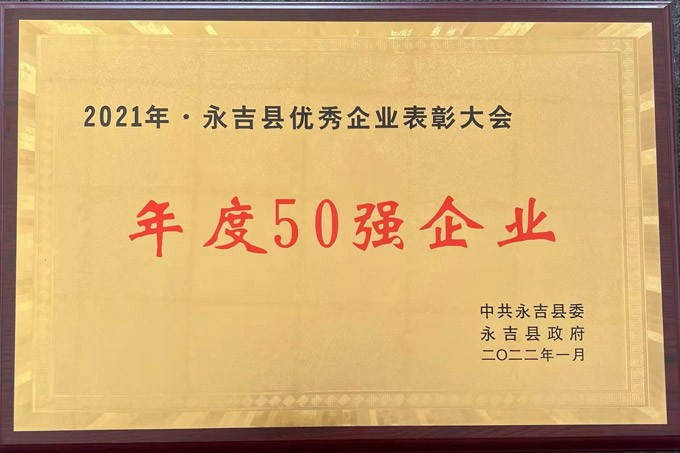 2021年·永吉县优秀企业表彰大会
年度50强企业
中共永吉县委
永吉县政府
二〇二二年一月